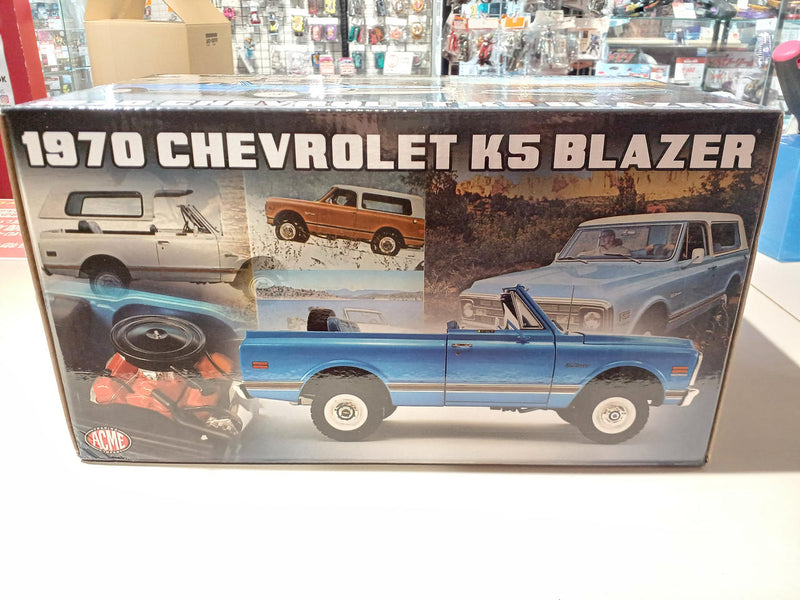 1970 CHEVROLET K5 BLAZER
ACME